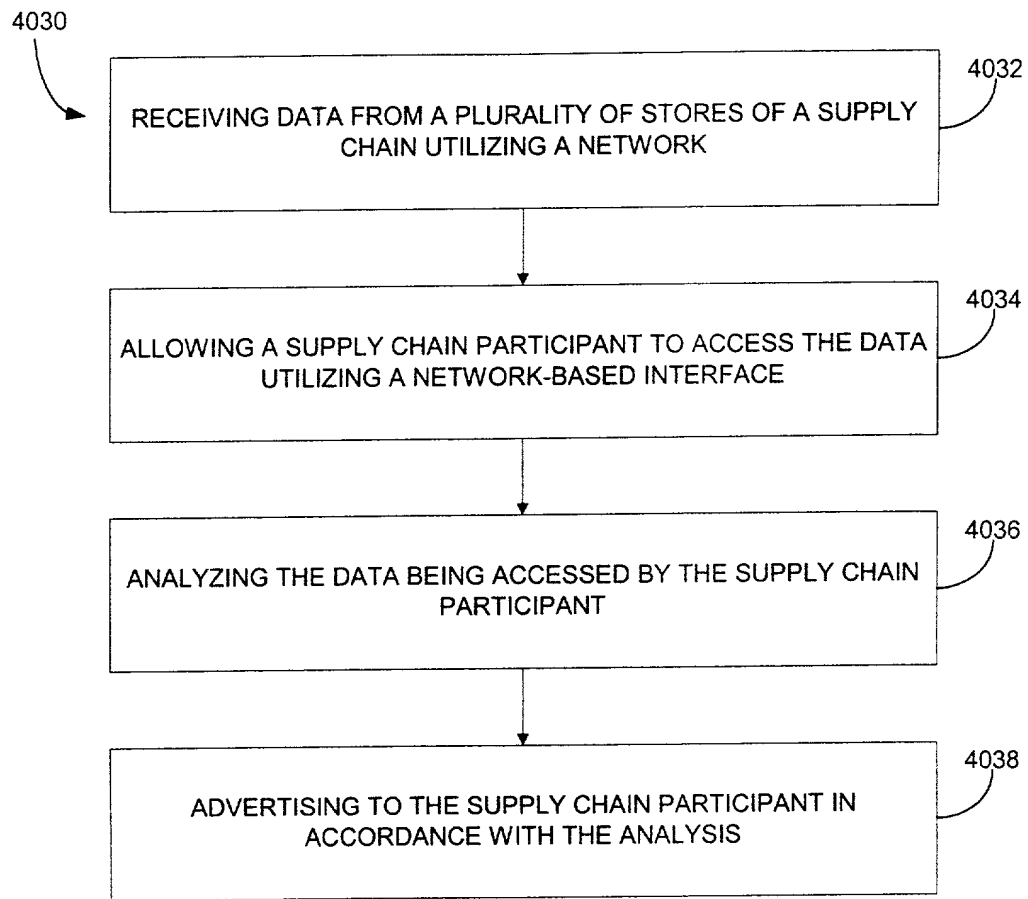 4030
4032
RECEIVING DATA FROM A PLURALITY OF STORES OF A SUPPLY
CHAIN UTILIZING A NETWORK
4034
ALLOWING A SUPPLY CHAIN PARTICIPANT TO ACCESS THE DATA
UTILIZING A NETWORK-BASED INTERFACE
4036
ANALYZING THE DATA BEING ACCESSED BY THE SUPPLY CHAIN
PARTICIPANT
4038
ADVERTISING TO THE SUPPLY CHAIN PARTICIPANT IN
ACCORDANCE WITH THE ANALYSIS